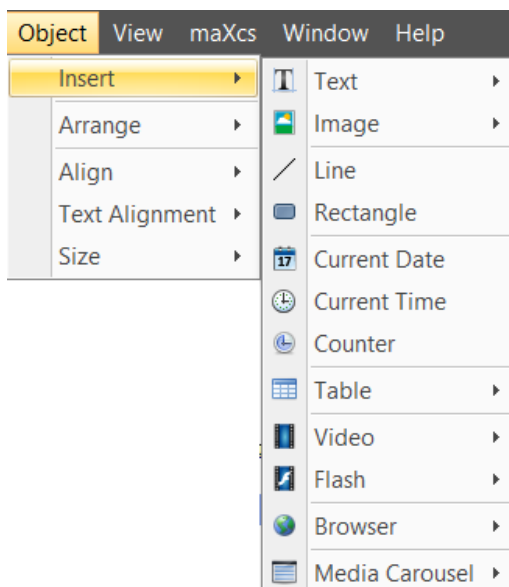 Object View maXcs Window Help
Insert
Arrange
Align
Text Alignment
Size
Text
Image
Line
Rectangle
17 Current Date
Current Time
Counter
Table
Video
Flash
Browser
Media Carousel